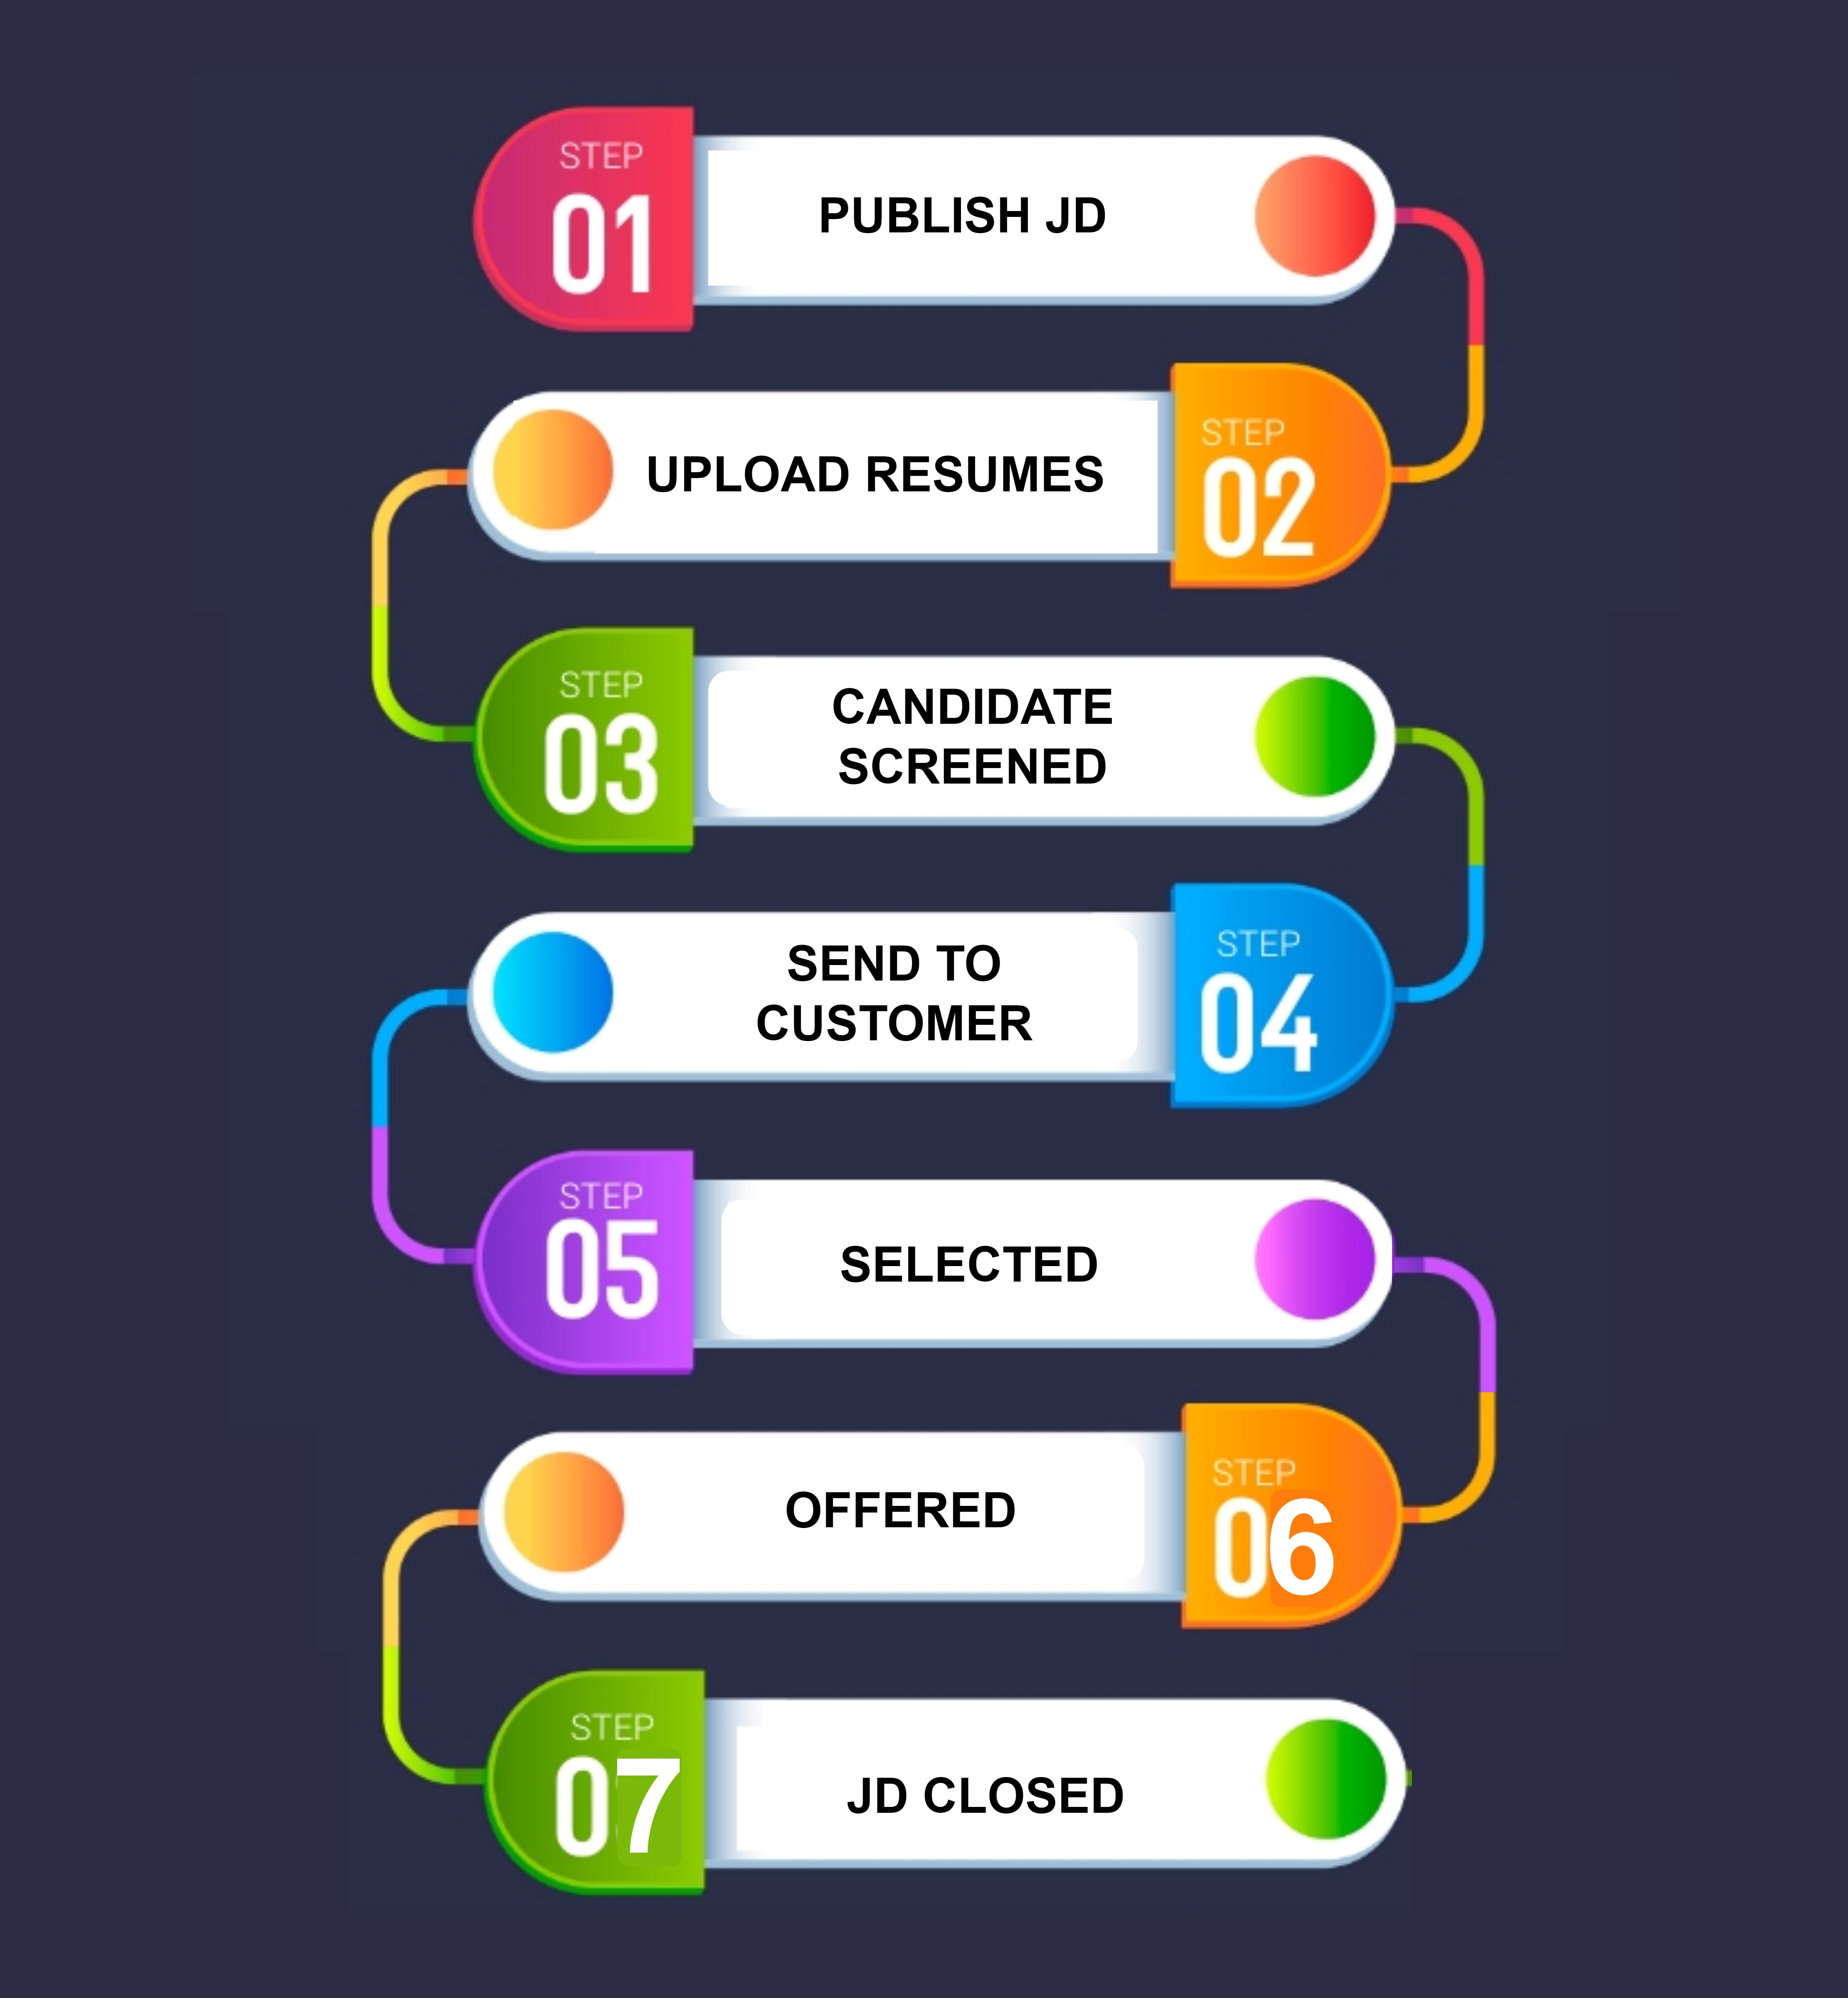 STEP
01
PUBLISH JD
UPLOAD RESUMES
STEP
02
STEP
03
CANDIDATE
SCREENED
SEND TO
CUSTOMER
STEP
04
STEP
05
SELECTED
OFFERED
STEP
06
STEP
07
JD CLOSED